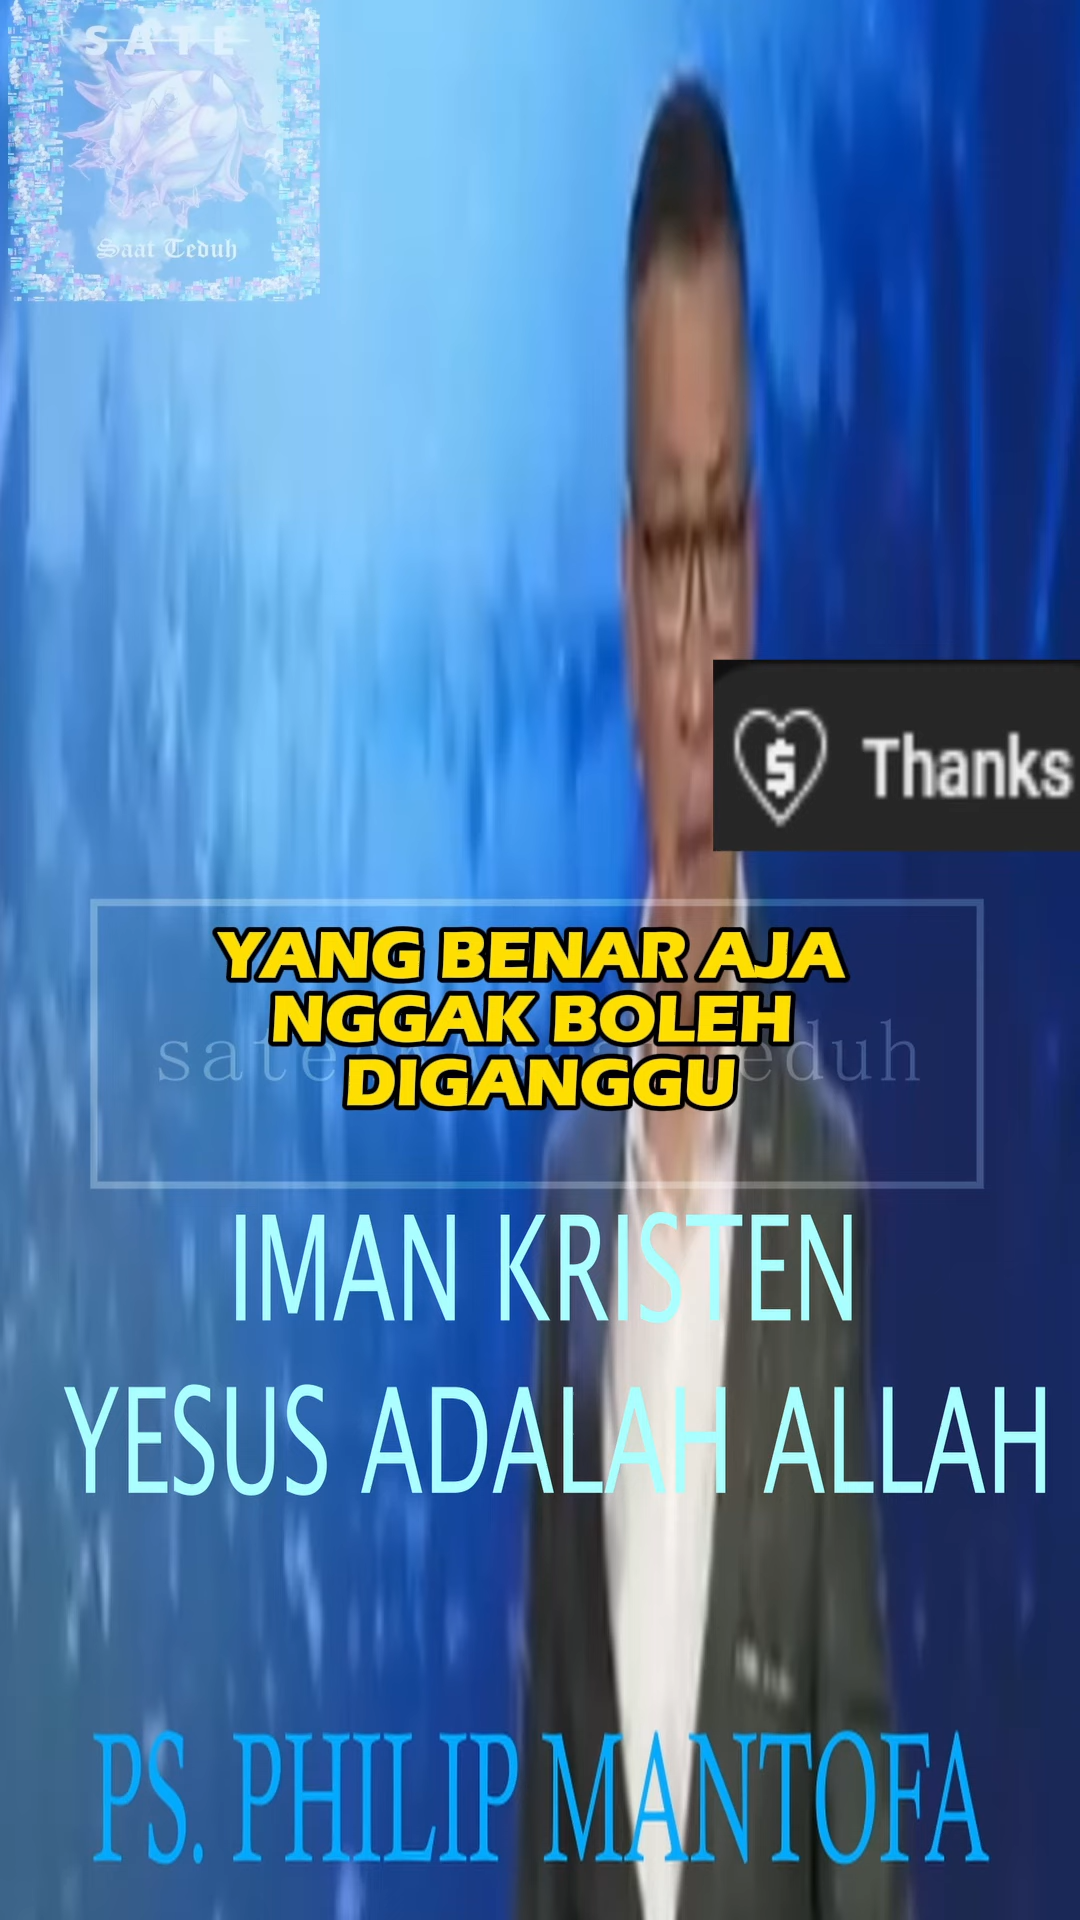 SATE
Saat Teduh
Thanks
YANG BENAR AJA
NGGAK BOLEH
DIGANGGU
IMAN KRISTEN
YESUS ADALAH ALLAH
PS. PHILIP MANTOFA